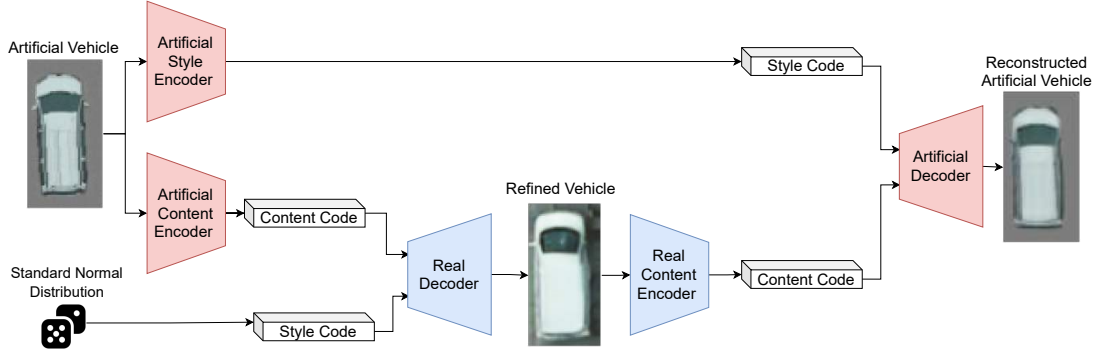 Artificial Vehicle
Artificial
Style
Encoder
Style Code
Reconstructed
Artificial Vehicle
Artificial
Content
Encoder
Content Code
Refined Vehicle
Artificial
Decoder
Standard Normal
Distribution
Style Code
Real
Decoder
Real
Content
Encoder
Content Code